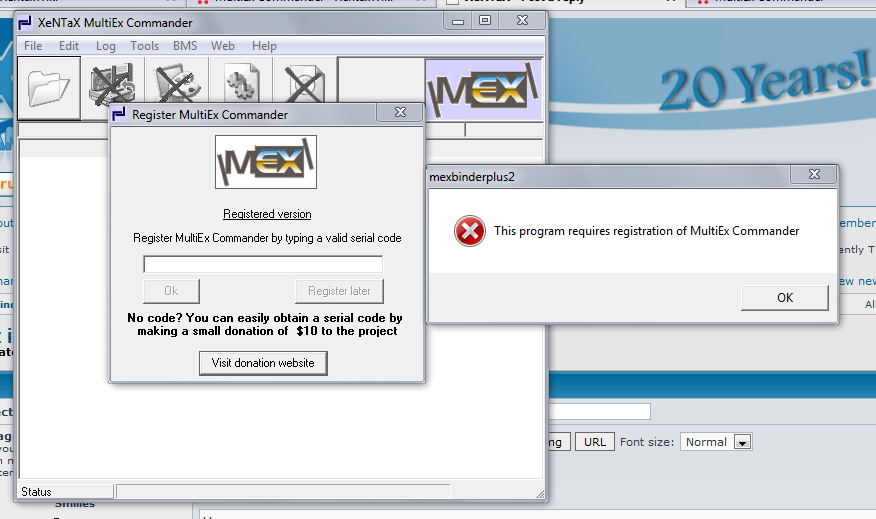 XeNTaX MultiEx Commander
File Edit Log Tools BMS Web Help
MEX
20 Years!
Register MultiEx Commander
MEX
Registered version
Register MultiEx Commander by typing a valid serial code
Ok Register later
No code? You can easily obtain a serial code by
making a small donation of $10 to the project
Visit donation website
mexbinderplus2
This program requires registration of MultiEx Commander
OK
URL Font size: Normal
Status
Smilies